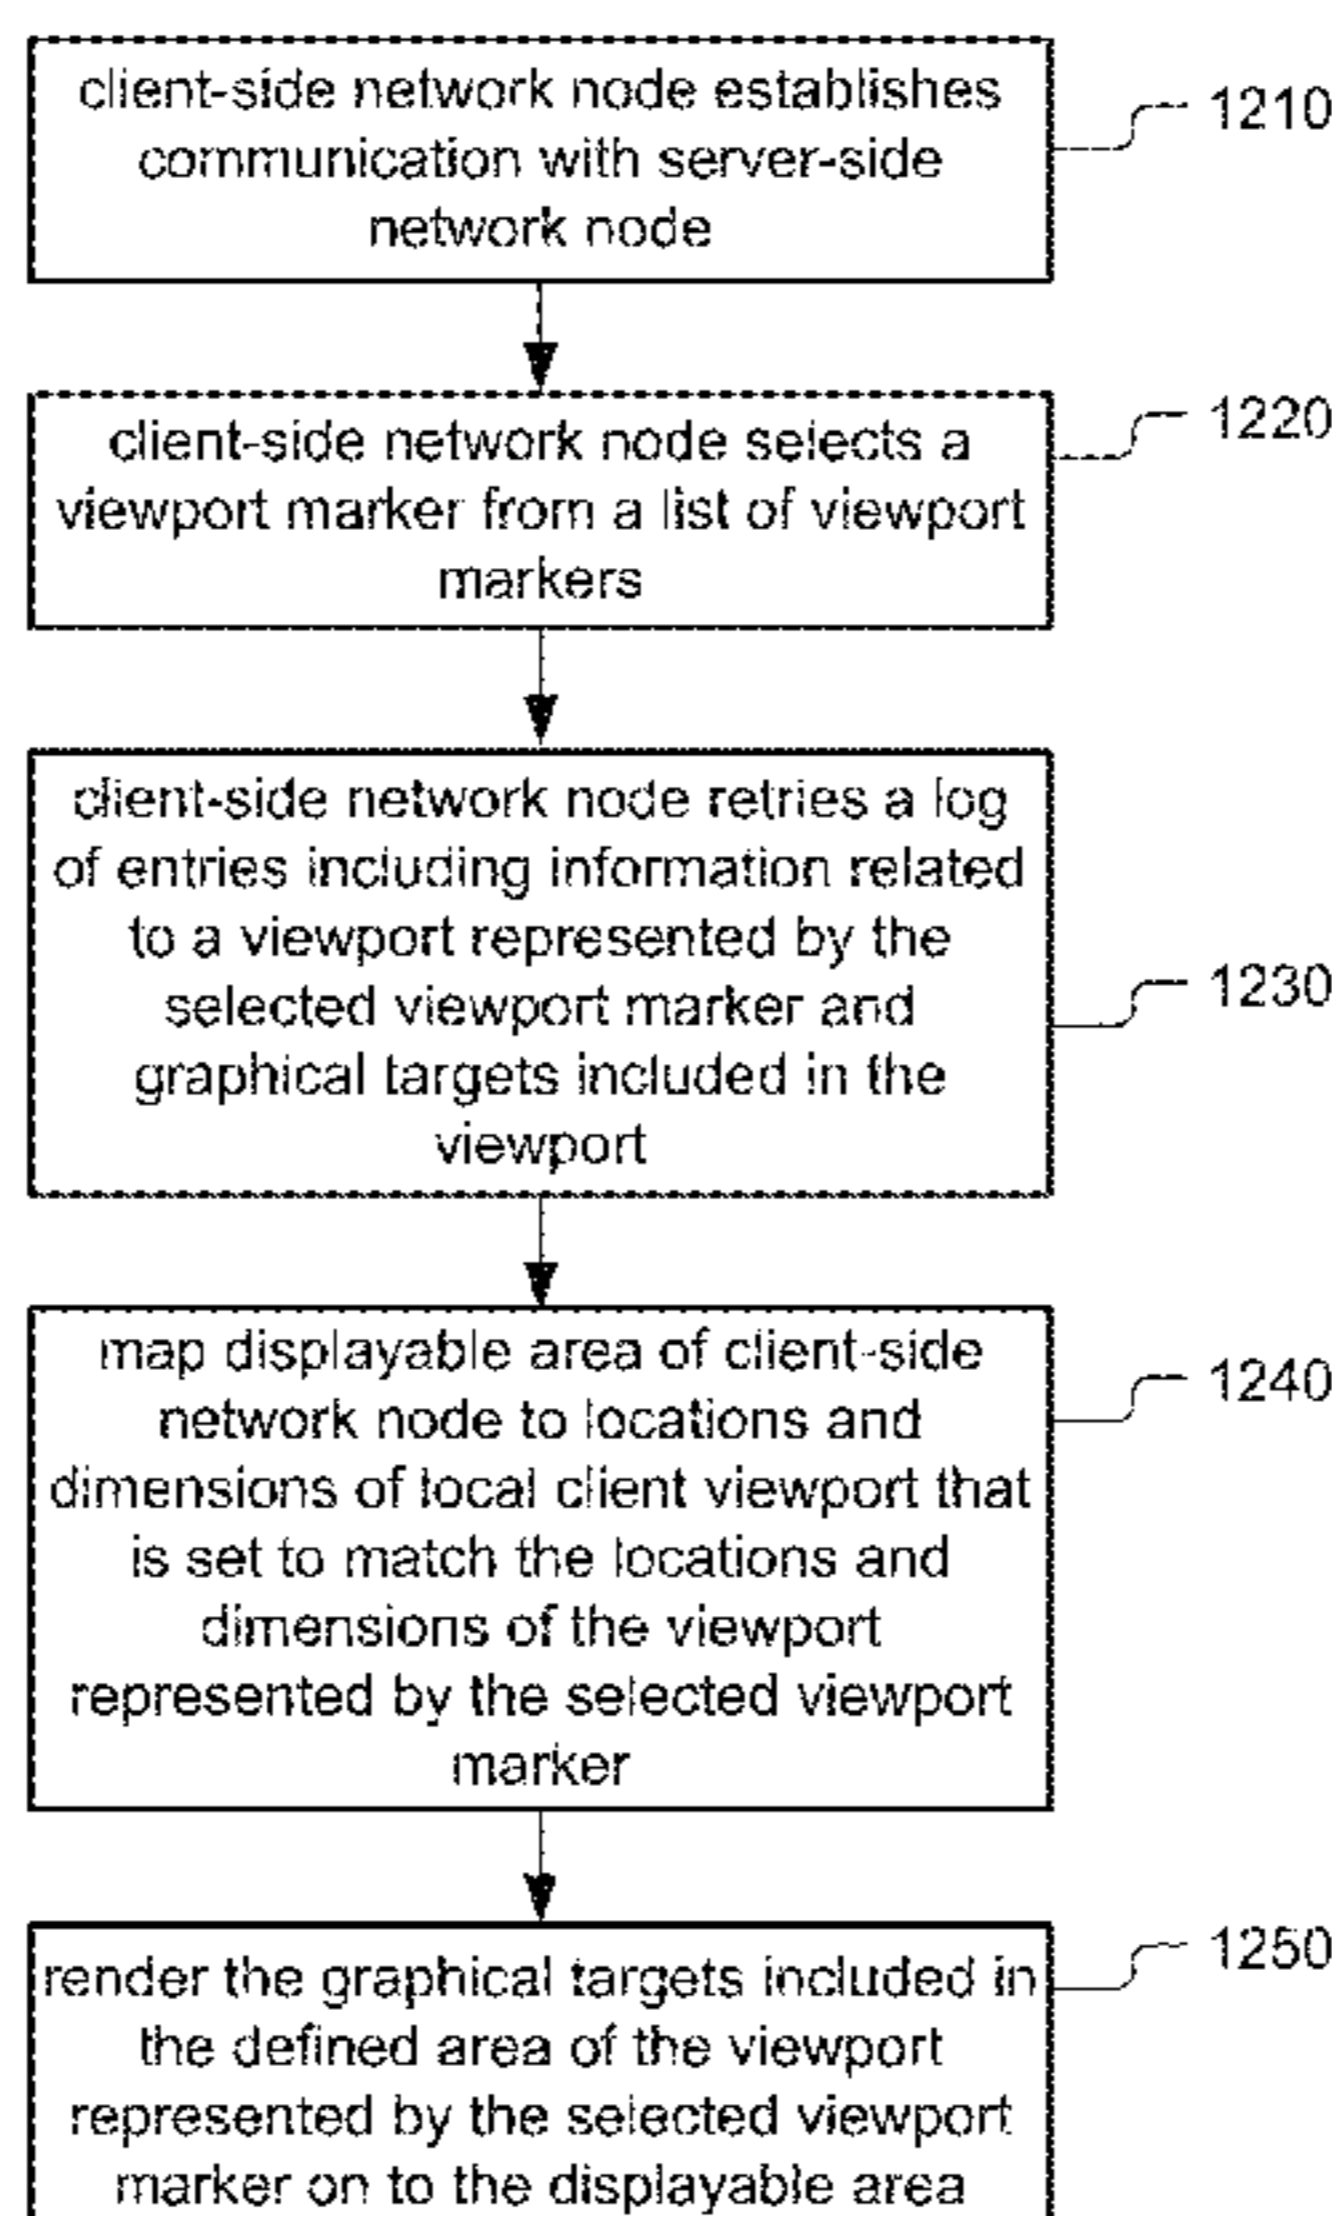 client-side network node establishes
communication with server-side
network node
1210
client-side network node selects a
viewport marker from a list of viewport
markers
1220
client-side network node retries a log
of entries including information related
to a viewport represented by the
selected viewport marker and
graphical targets included in the
viewport
1230
map displayable area of client-side
network node to locations and
dimensions of local client viewport that
is set to match the locations and
dimensions of the viewport
represented by the selected viewport
marker
1240
render the graphical targets included in
the defined area of the viewport
represented by the selected viewport
marker on to the displayable area
1250